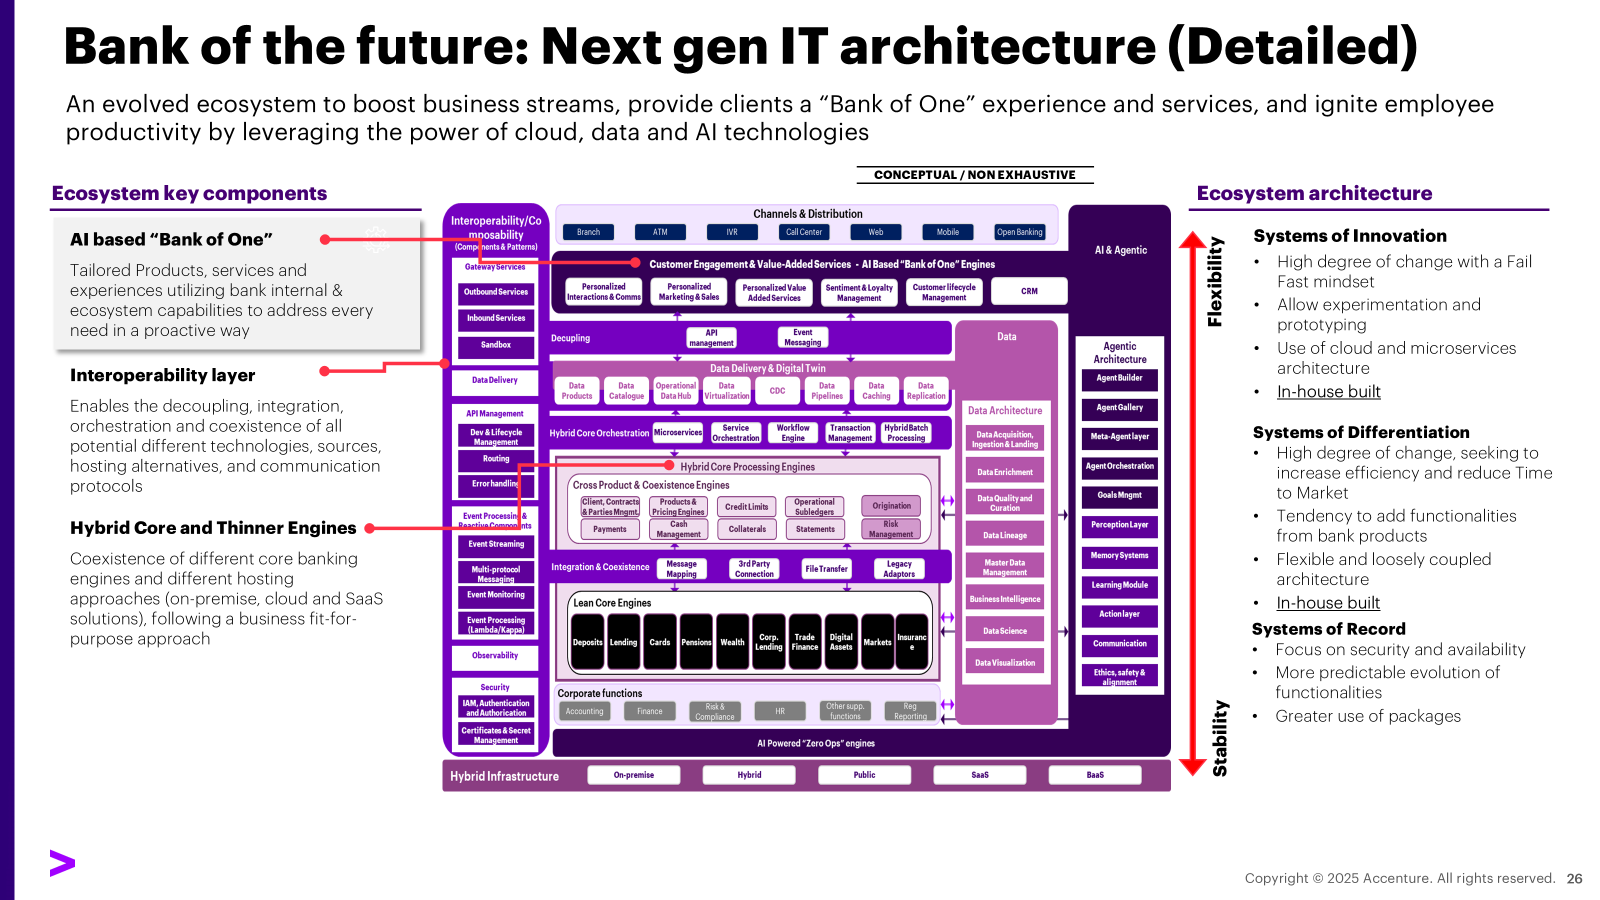 Bank of the future: Next gen IT architecture (Detailed)
An evolved ecosystem to boost business streams, provide clients a “Bank of One” experience and services, and ignite employee
productivity by leveraging the power of cloud, data and AI technologies
CONCEPTUAL / NON EXHAUSTIVE
Ecosystem key components
AI based “Bank of One”
Tailored Products, services and
experiences utilizing bank internal &
ecosystem capabilities to address every
need in a proactive way
Interoperability layer
Enables the decoupling, integration,
orchestration and coexistence of all
potential different technologies, sources,
hosting alternatives, and communication
protocols
Hybrid Core and Thinner Engines
Coexistence of different core banking
engines and different hosting
approaches (on-premise, cloud and SaaS
solutions), following a business fit-for-
purpose approach
Interoperability/Co
mposability
(Components & Patterns)
Gateway Services
Outbound Services
Inbound Services
Sandbox
Data Delivery
API Management
Dev & Lifecycle
Management
Routing
Error handling
Event Processing &
Reactive Components
Event Streaming
Multi-protocol
Messaging
Event Monitoring
Event Processing
(Lambda/Kappa)
Observability
Security
IAM, Authentication
and Authorication
Certificates & Secret
Management
Channels & Distribution
Branch
ATM
IVR
Call Center
Web
Mobile
Open Banking
Customer Engagement & Value-Added Services - AI Based “Bank of One” Engines
Personalized
Interactions & Comms
Personalized
Marketing & Sales
Personalized Value
Added Services
Sentiment & Loyalty
Management
Customer lifecycle
Management
CRM
Decupling
API
management
Event
Messaging
Data Delivery & Digital Twin
Data
Products
Data
Catalogue
Operational
Data Hub
Data
Virtualization
CDC
Data
Pipelines
Data
Caching
Data
Replication
Hybrid Core Orchestration
Microservices
Service
Orchestration
Workflow
Engine
Transaction
Management
Hybrid Batch
Processing
Hybrid Core Processing Engines
Cross Product & Coexistence Engines
Client, Contracts
& Parties Mngmt.
Products &
Pricing Engines
Credit Limits
Operational
Subledgers
Origination
Payments
Cash
Management
Collaterals
Statements
Risk
Management
Integration & Coexistence
Message
Mapping
3rd Party
Connection
File Transfer
Legacy
Adaptors
Lean Core Engines
Deposits
Lending
Cards
Pensions
Wealth
Corp.
Lending
Trade
Finance
Digital
Assets
Markets
Insuranc
e
Corporate functions
Accounting
Finance
Risk &
Compliance
HR
Other supp.
functions
Reg
Reporting
AI Powered “Zero Ops” engines
Hybrid Infrastructure
On-premise
Hybrid
Public
SaaS
BaaS
Data
Data Architecture
Data Acquisition,
Ingestion & Landing
Data Enrichment
Data Quality and
Curation
Data Lineage
Master Data
Management
Business Intelligence
Data Science
Data Visualization
AI & Agentic
Agentic
Architecture
Agent Builder
Agent Gallery
Meta-Agent layer
Agent Orchestration
Goals Mngmt
Perception Layer
Memory Systems
Learning Module
Action layer
Communication
Ethics, safety &
alignment
Flexibility
Stability
Ecosystem architecture
Systems of Innovation
• High degree of change with a Fail
Fast mindset
• Allow experimentation and
prototyping
• Use of cloud and microservices
architecture
• In-house built
Systems of Differentiation
• High degree of change, seeking to
increase efficiency and reduce Time
to Market
• Tendency to add functionalities
from bank products
• Flexible and loosely coupled
architecture
• In-house built
Systems of Record
• Focus on security and availability
• More predictable evolution of
functionalities
• Greater use of packages
Copyright © 2025 Accenture. All rights reserved. 26